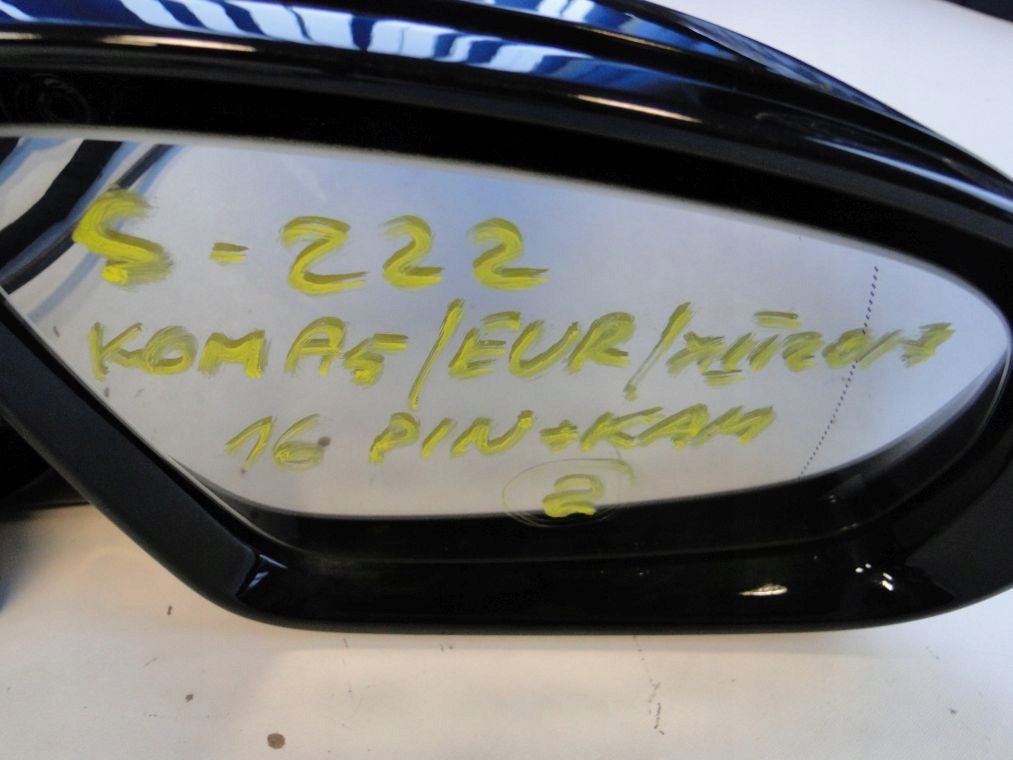 S-222
KOMA5/EUR/
16 PIN+KAM
2